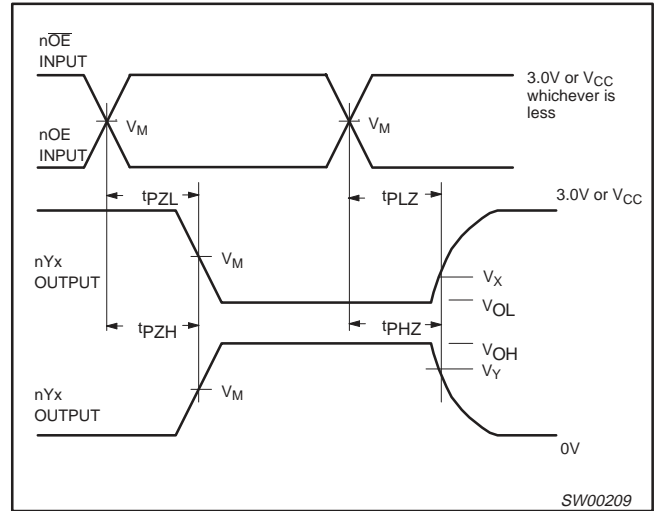 nO̅E̅
INPUT
3.0V or VCC
whichever is
less
VM
VM
nOE
INPUT
tPZL
tPLZ
3.0V or VCC
nYx
OUTPUT
VM
VX
VOL
tPZH
tPHZ
VOH
VY
nYx
OUTPUT
VM
0V
SW00209